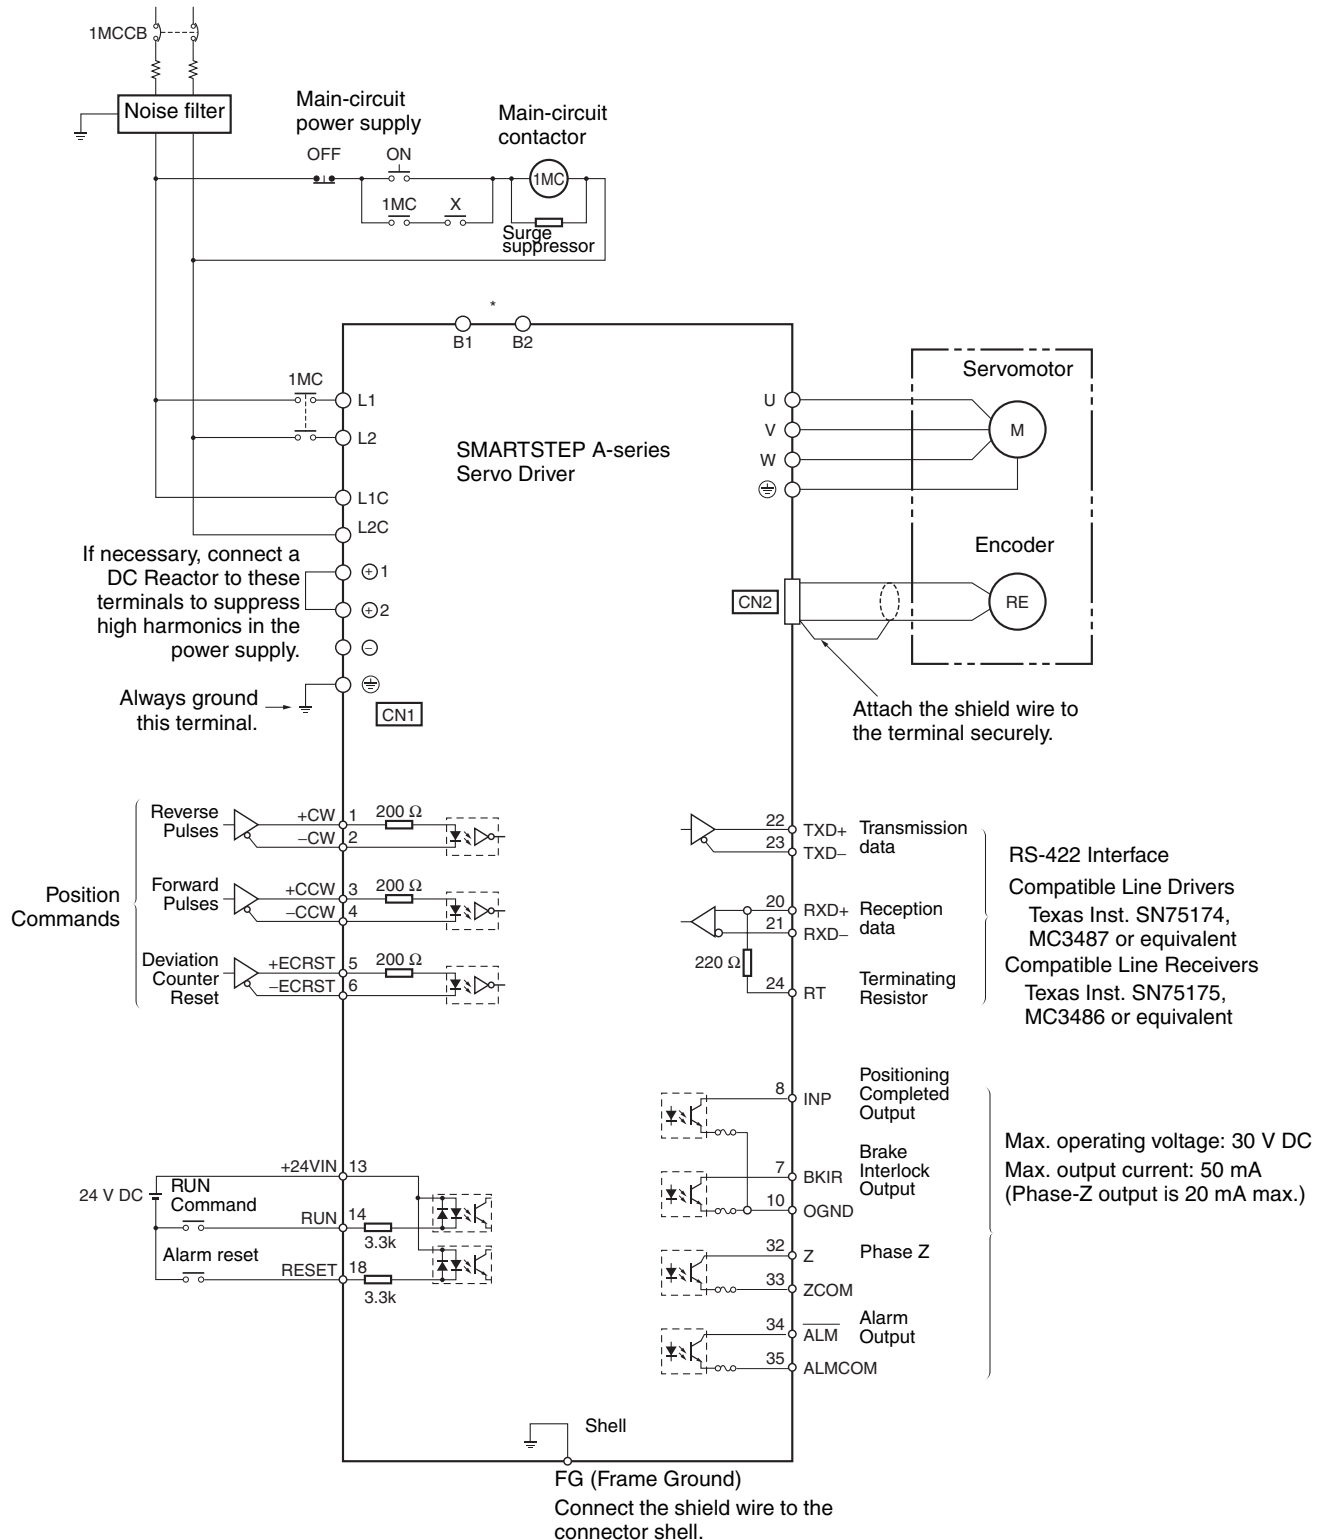 1MCCB
Noise filter
Main-circuit
power supply
Main-circuit
contactor
OFF
ON
1MC
1MC
X
Surge
suppressor
*
B1
B2
1MC
L1
L2
L1C
L2C
SMARTSTEP A-series
Servo Driver
U
V
W
Servomotor
M
Encoder
RE
CN2
If necessary, connect a
DC Reactor to these
terminals to suppress
high harmonics in the
power supply.
+1
+2
−
Always ground
this terminal.
CN1
Attach the shield wire to
the terminal securely.
Position
Commands
Reverse
Pulses
+CW
1
200 Ω
−CW
2
Forward
Pulses
+CCW
3
200 Ω
−CCW
4
Deviation
Counter
Reset
+ECRST
5
200 Ω
−ECRST
6
22
TXD+
23
TXD−
Transmission
data
20
RXD+
21
RXD−
Reception
data
220 Ω
24
RT
Terminating
Resistor
RS-422 Interface
Compatible Line Drivers
Texas Inst. SN75174,
MC3487 or equivalent
Compatible Line Receivers
Texas Inst. SN75175,
MC3486 or equivalent
8
INP
Positioning
Completed
Output
7
BKIR
Brake
Interlock
Output
10
OGND
32
Z
Phase Z
33
ZCOM
34
ALM
Alarm
Output
35
ALMCOM
Max. operating voltage: 30 V DC
Max. output current: 50 mA
(Phase-Z output is 20 mA max.)
+24VIN
13
24 V DC
RUN
Command
RUN
14
3.3k
Alarm reset
RESET
18
3.3k
Shell
FG (Frame Ground)
Connect the shield wire to the
connector shell.